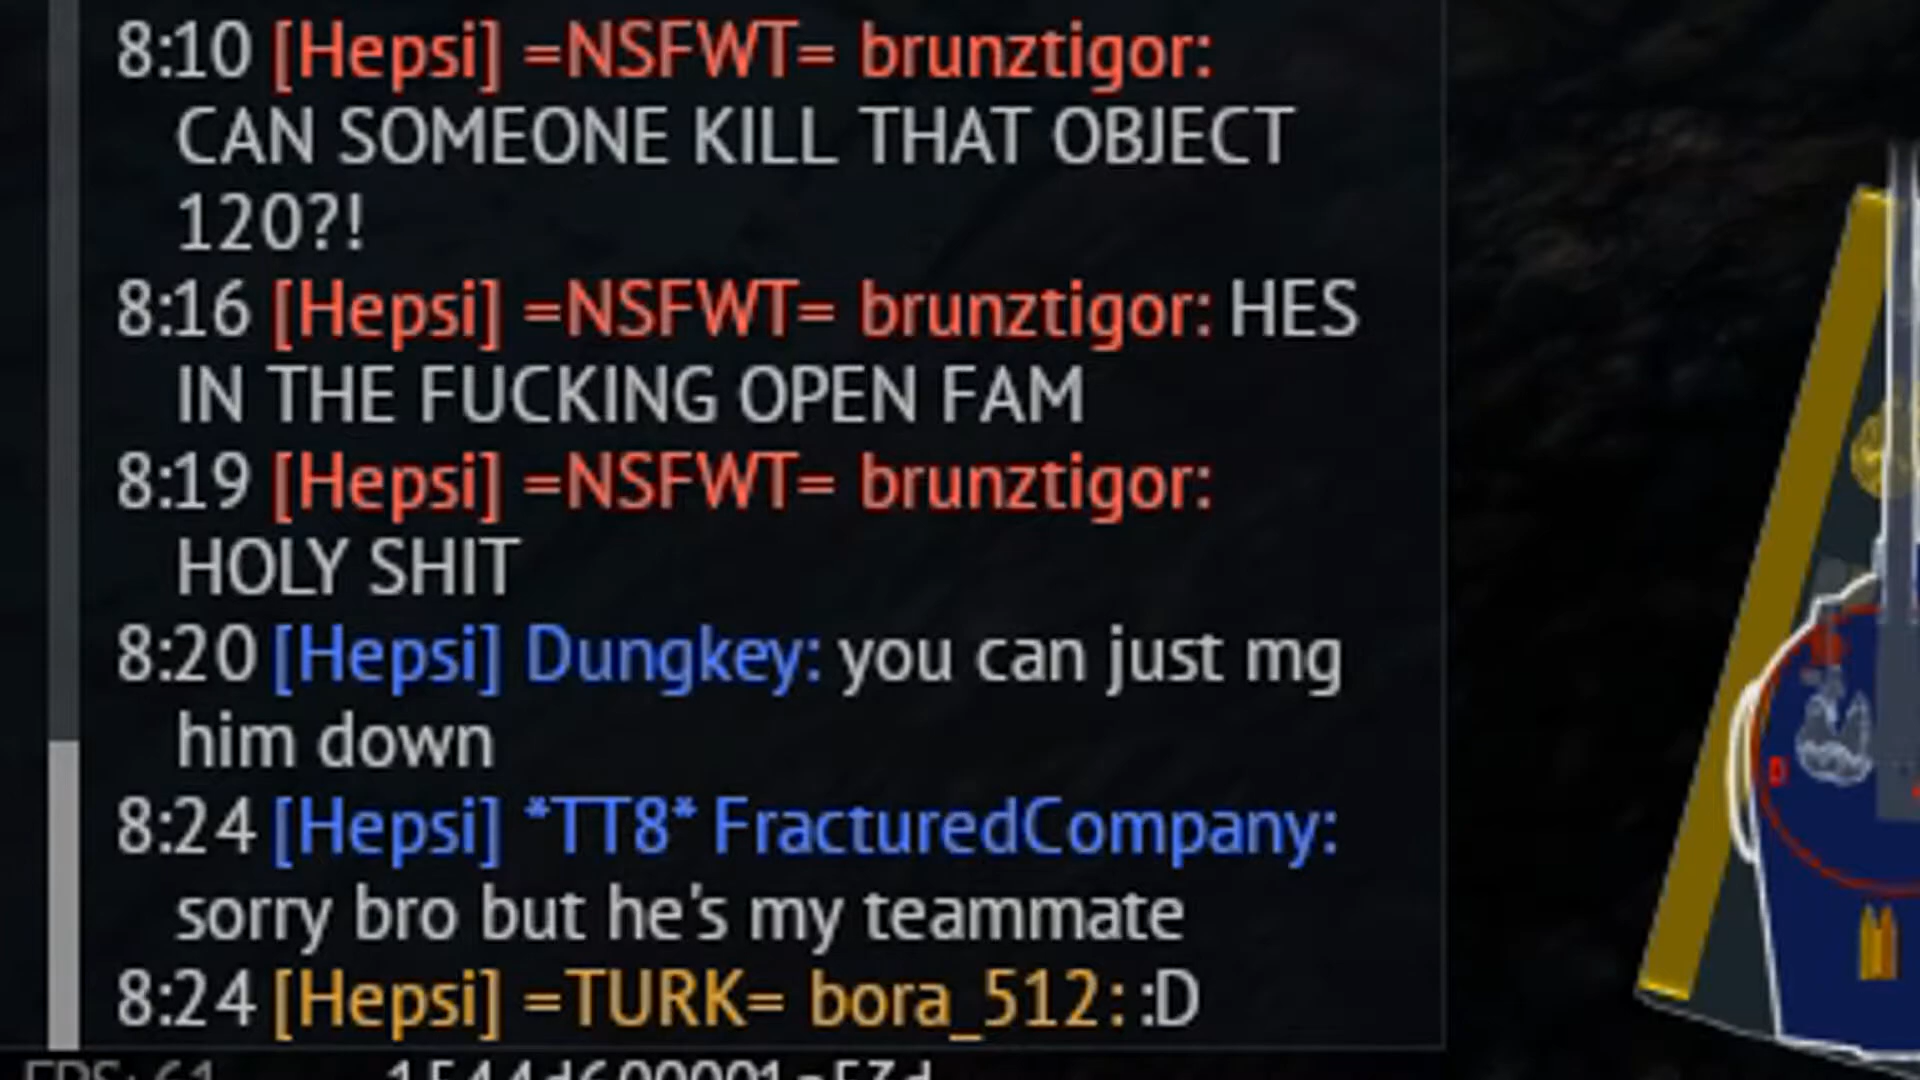 8:10 [Hepsi] =NSFWT= brunztigor:
CAN SOMEONE KILL THAT OBJECT
120?!
8:16 [Hepsi] =NSFWT= brunztigor: HES
IN THE FUCKING OPEN FAM
8:19 [Hepsi] =NSFWT= brunztigor:
HOLY SHIT
8:20 [Hepsi] Dungkey: you can just mg
him down
8:24 [Hepsi] *TT8* FracturedCompany:
sorry bro but he's my teammate
8:24 [Hepsi] =TURK= bora_512: :D
FPS: 61